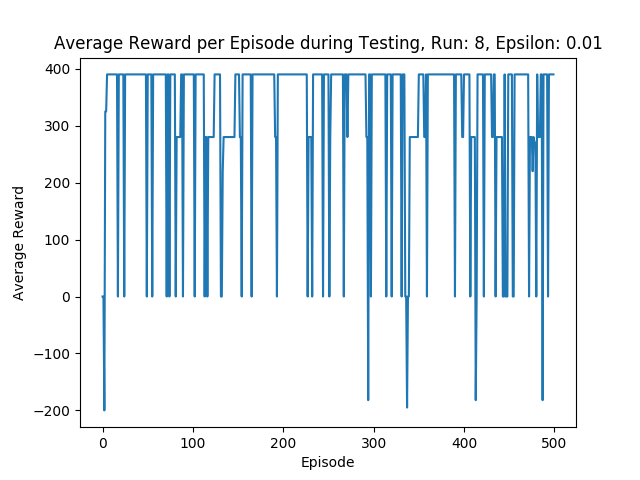 Average Reward per Episode during Testing, Run: 8, Epsilon: 0.01
400
300
200
100
0
−100
−200
Average Reward
0 100 200 300 400 500
Episode